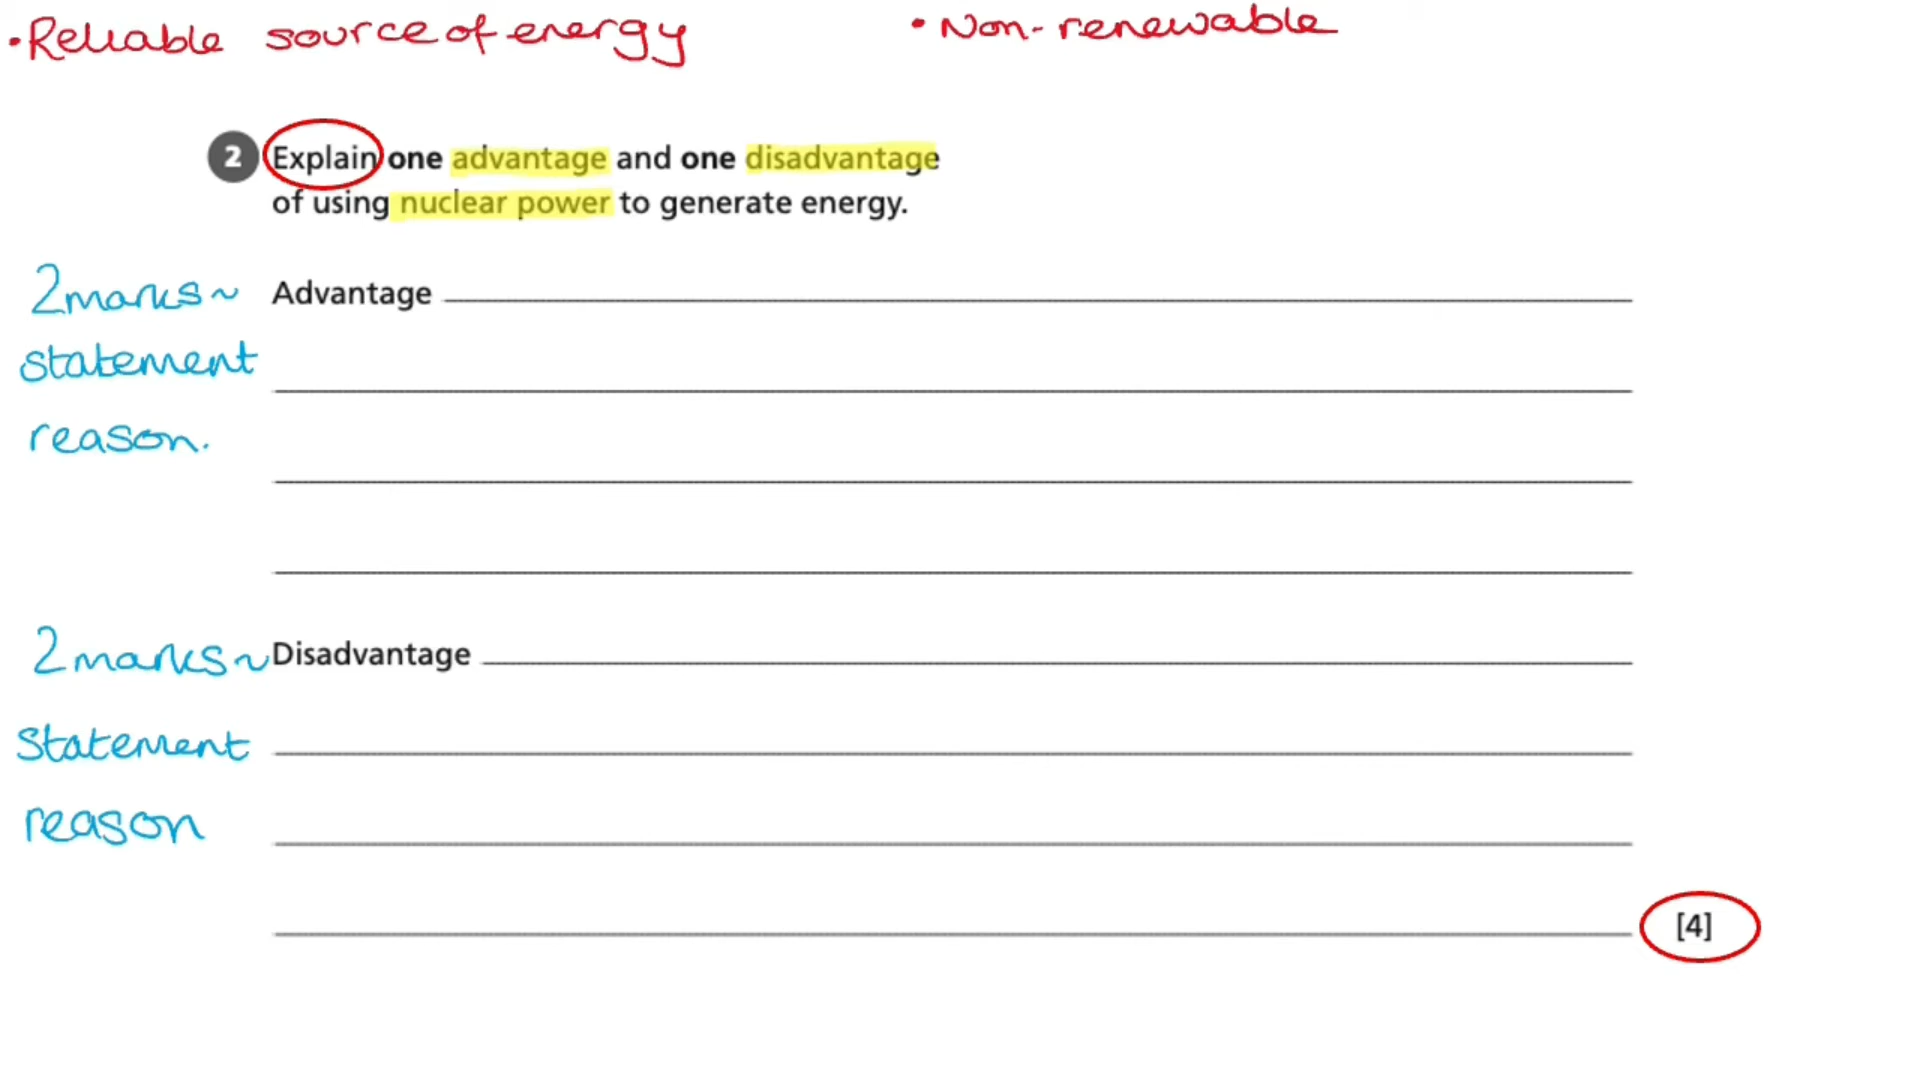 •Reliable source of energy
• Non-renewable
2 Explain one advantage and one disadvantage
of using nuclear power to generate energy.
2marks~ Advantage
statement
reason.
2marks~ Disadvantage
Statement
reason
[4]